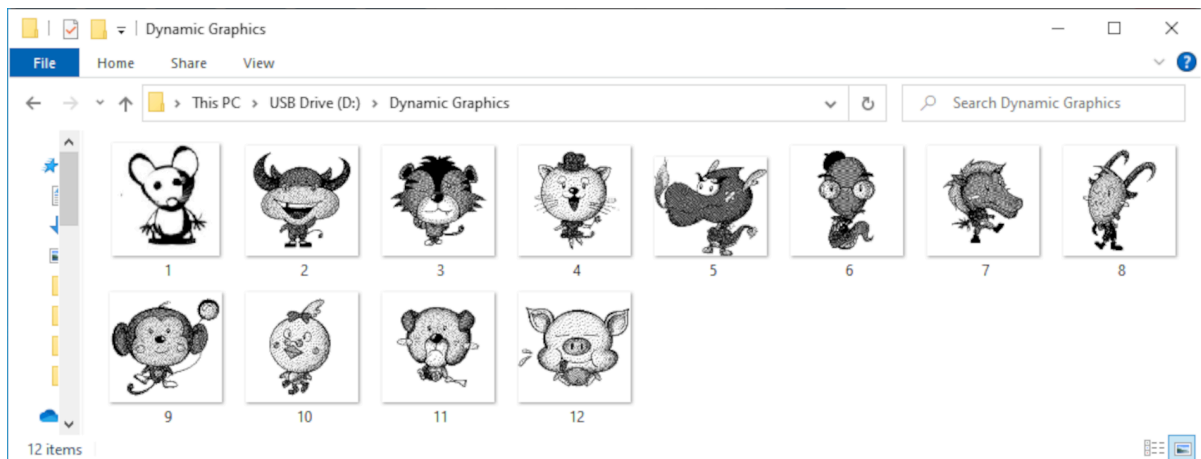 Dynamic Graphics
File Home Share View
This PC > USB Drive (D:) > Dynamic Graphics
Search Dynamic Graphics
1 2 3 4 5 6 7 8
9 10 11 12
12 items